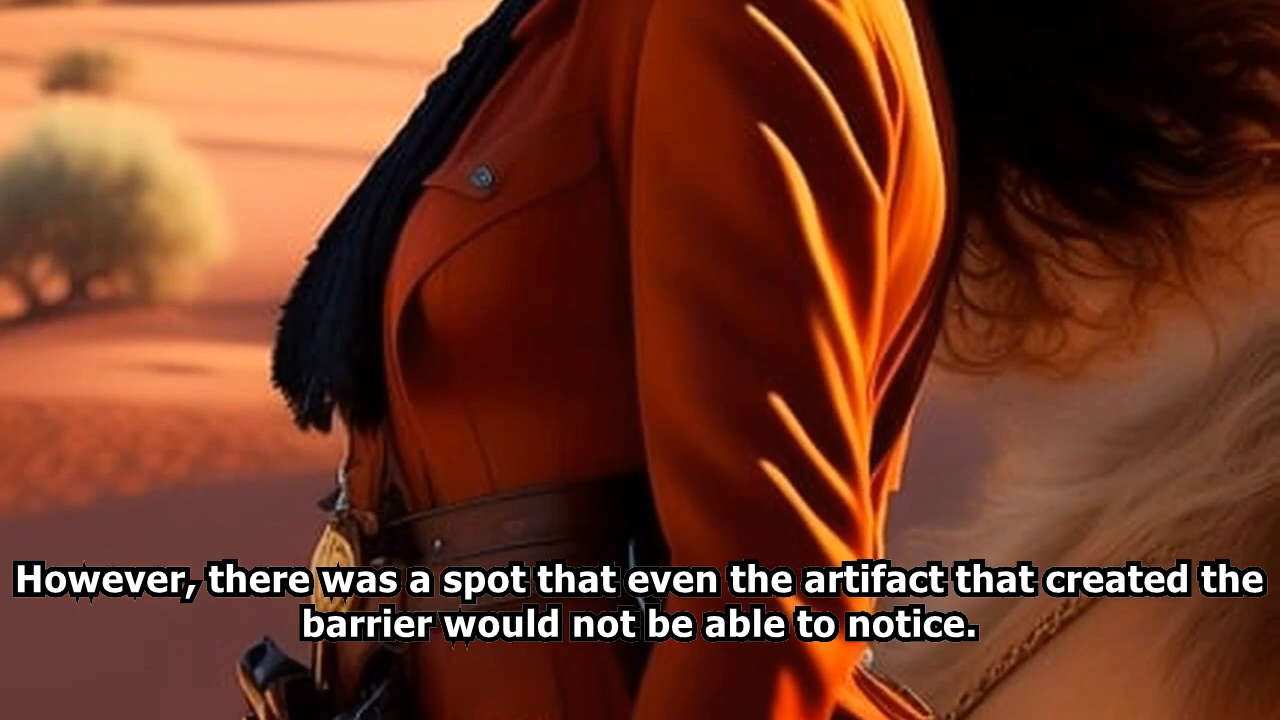 However, there was a spot that even the artifact that created the
barrier would not be able to notice.